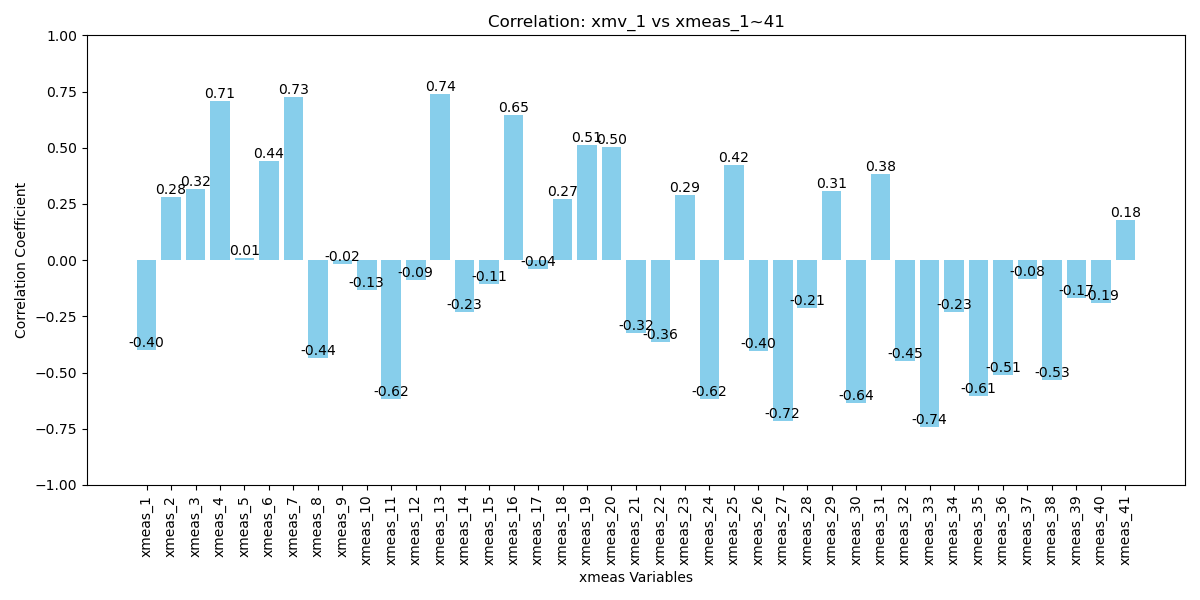 Correlation: xmv_1 vs xmeas_1~41
Correlation Coefficient
1.00
0.75
0.50
0.25
0.00
−0.25
−0.50
−0.75
−1.00
-0.40
0.28
0.32
0.71
0.01
0.44
0.73
-0.44
-0.02
-0.13
-0.62
-0.09
0.74
-0.23
-0.11
0.65
-0.04
0.27
0.51
0.50
-0.32
-0.36
0.29
-0.62
0.42
-0.40
-0.72
-0.21
0.31
-0.64
0.38
-0.45
-0.74
-0.23
-0.61
-0.51
-0.08
-0.53
-0.17
-0.19
0.18
xmeas_1
xmeas_2
xmeas_3
xmeas_4
xmeas_5
xmeas_6
xmeas_7
xmeas_8
xmeas_9
xmeas_10
xmeas_11
xmeas_12
xmeas_13
xmeas_14
xmeas_15
xmeas_16
xmeas_17
xmeas_18
xmeas_19
xmeas_20
xmeas_21
xmeas_22
xmeas_23
xmeas_24
xmeas_25
xmeas_26
xmeas_27
xmeas_28
xmeas_29
xmeas_30
xmeas_31
xmeas_32
xmeas_33
xmeas_34
xmeas_35
xmeas_36
xmeas_37
xmeas_38
xmeas_39
xmeas_40
xmeas_41
xmeas Variables